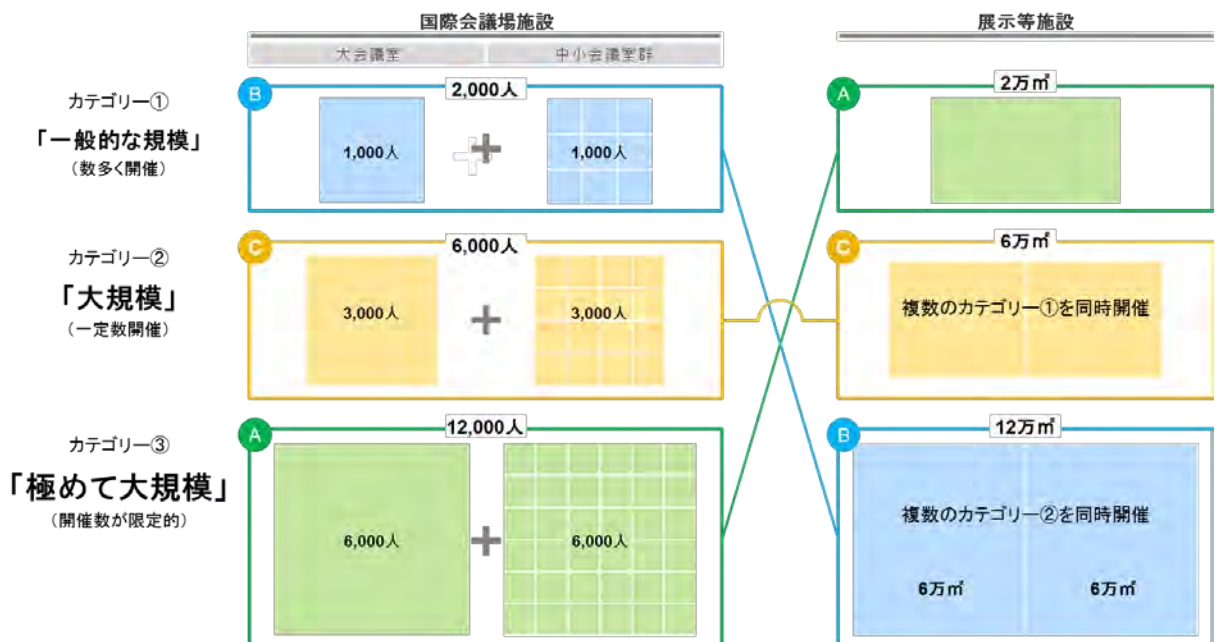 国際会議場施設
展示等施設
大会議室
中小会議室群
カテゴリー①
「一般的な規模」
（数多く開催）
B
2,000人
1,000人
+
1,000人
A
2万㎡
カテゴリー②
「大規模」
（一定数開催）
C
6,000人
3,000人
+
3,000人
C
6万㎡
複数のカテゴリー①を同時開催
カテゴリー③
「極めて大規模」
（開催数が限定的）
A
12,000人
6,000人
+
6,000人
B
12万㎡
複数のカテゴリー②を同時開催
6万㎡
6万㎡